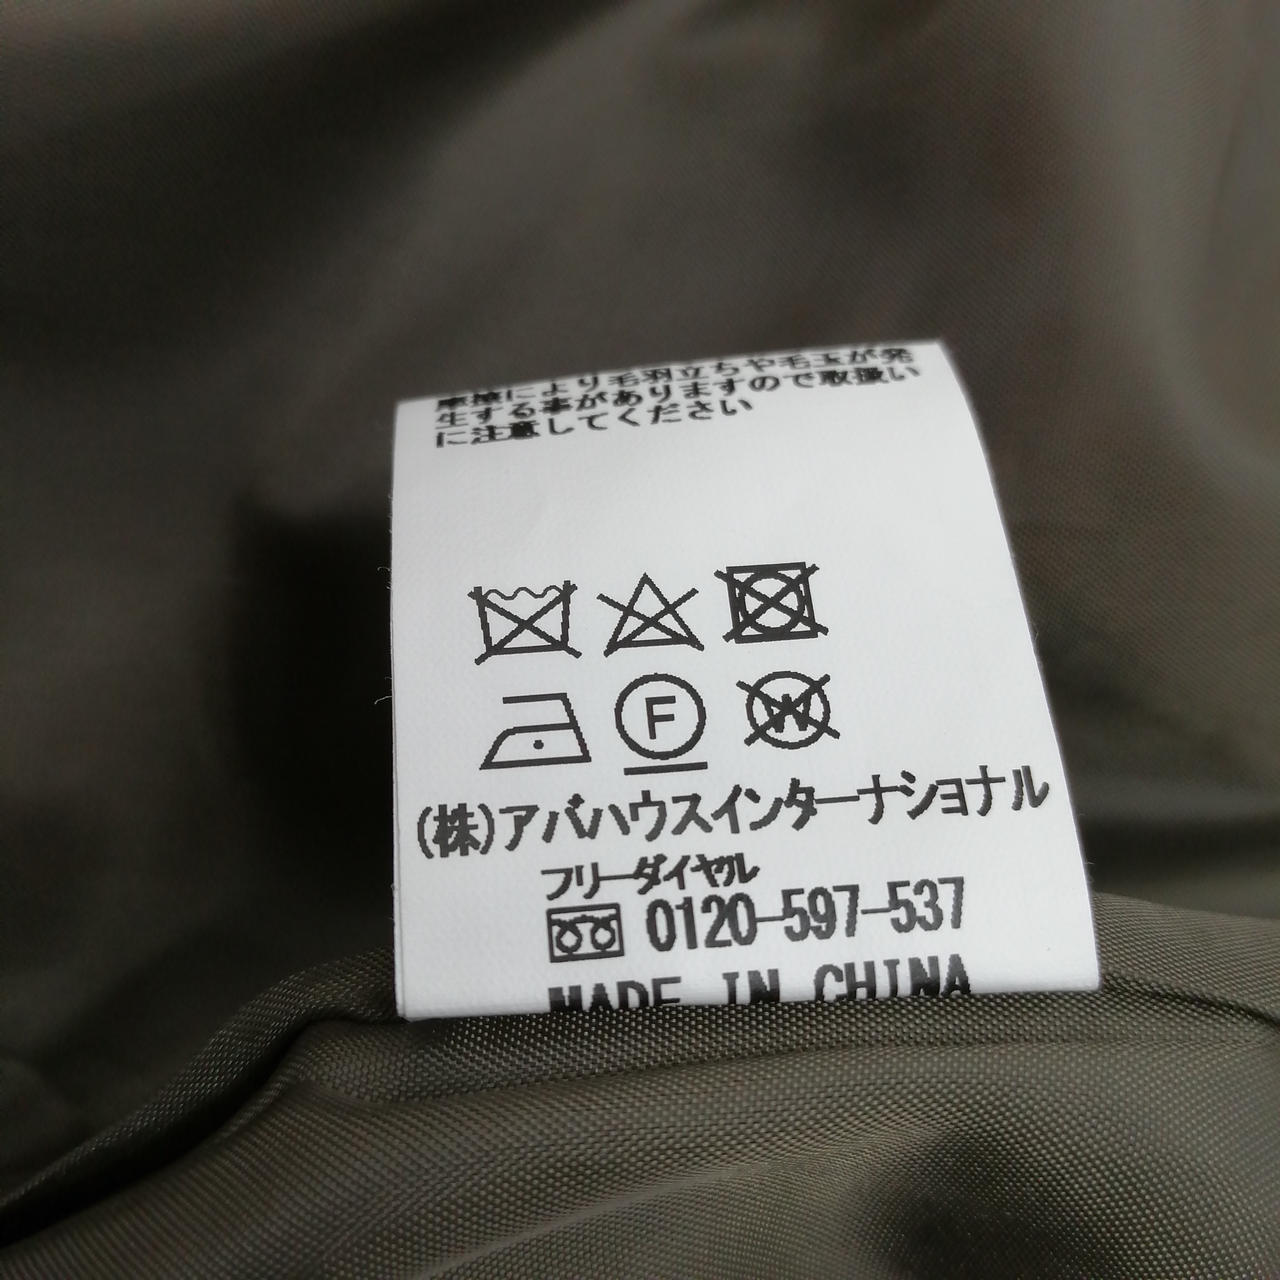 摩擦により毛羽立ちや毛玉が発
生する事がありますので取扱い
に注意してください
F
W
(株)アバハウスインターナショナル
フリーダイヤル
0120-597-537
MADE IN CHINA